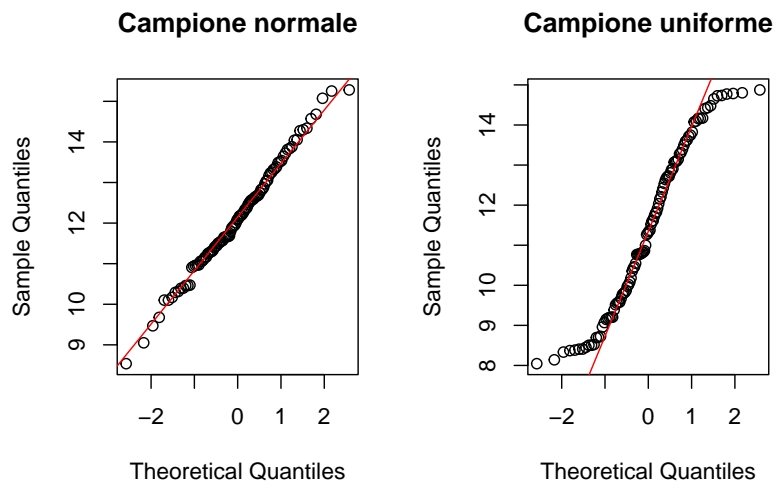 Campione normale
Sample Quantiles
14
12
10
9
−2
0
1
2
Theoretical Quantiles
Campione uniforme
Sample Quantiles
14
12
10
9
8
−2
0
1
2
Theoretical Quantiles